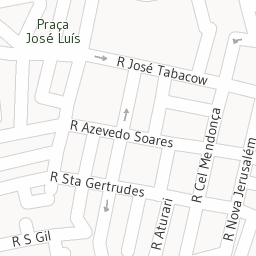 Praça
José Luís
R José Tabacow
R Azevedo Soares
R Sta Gertrudes
R S Gil
R Aturari
R Cel Mendonça
R Nova Jerusalém